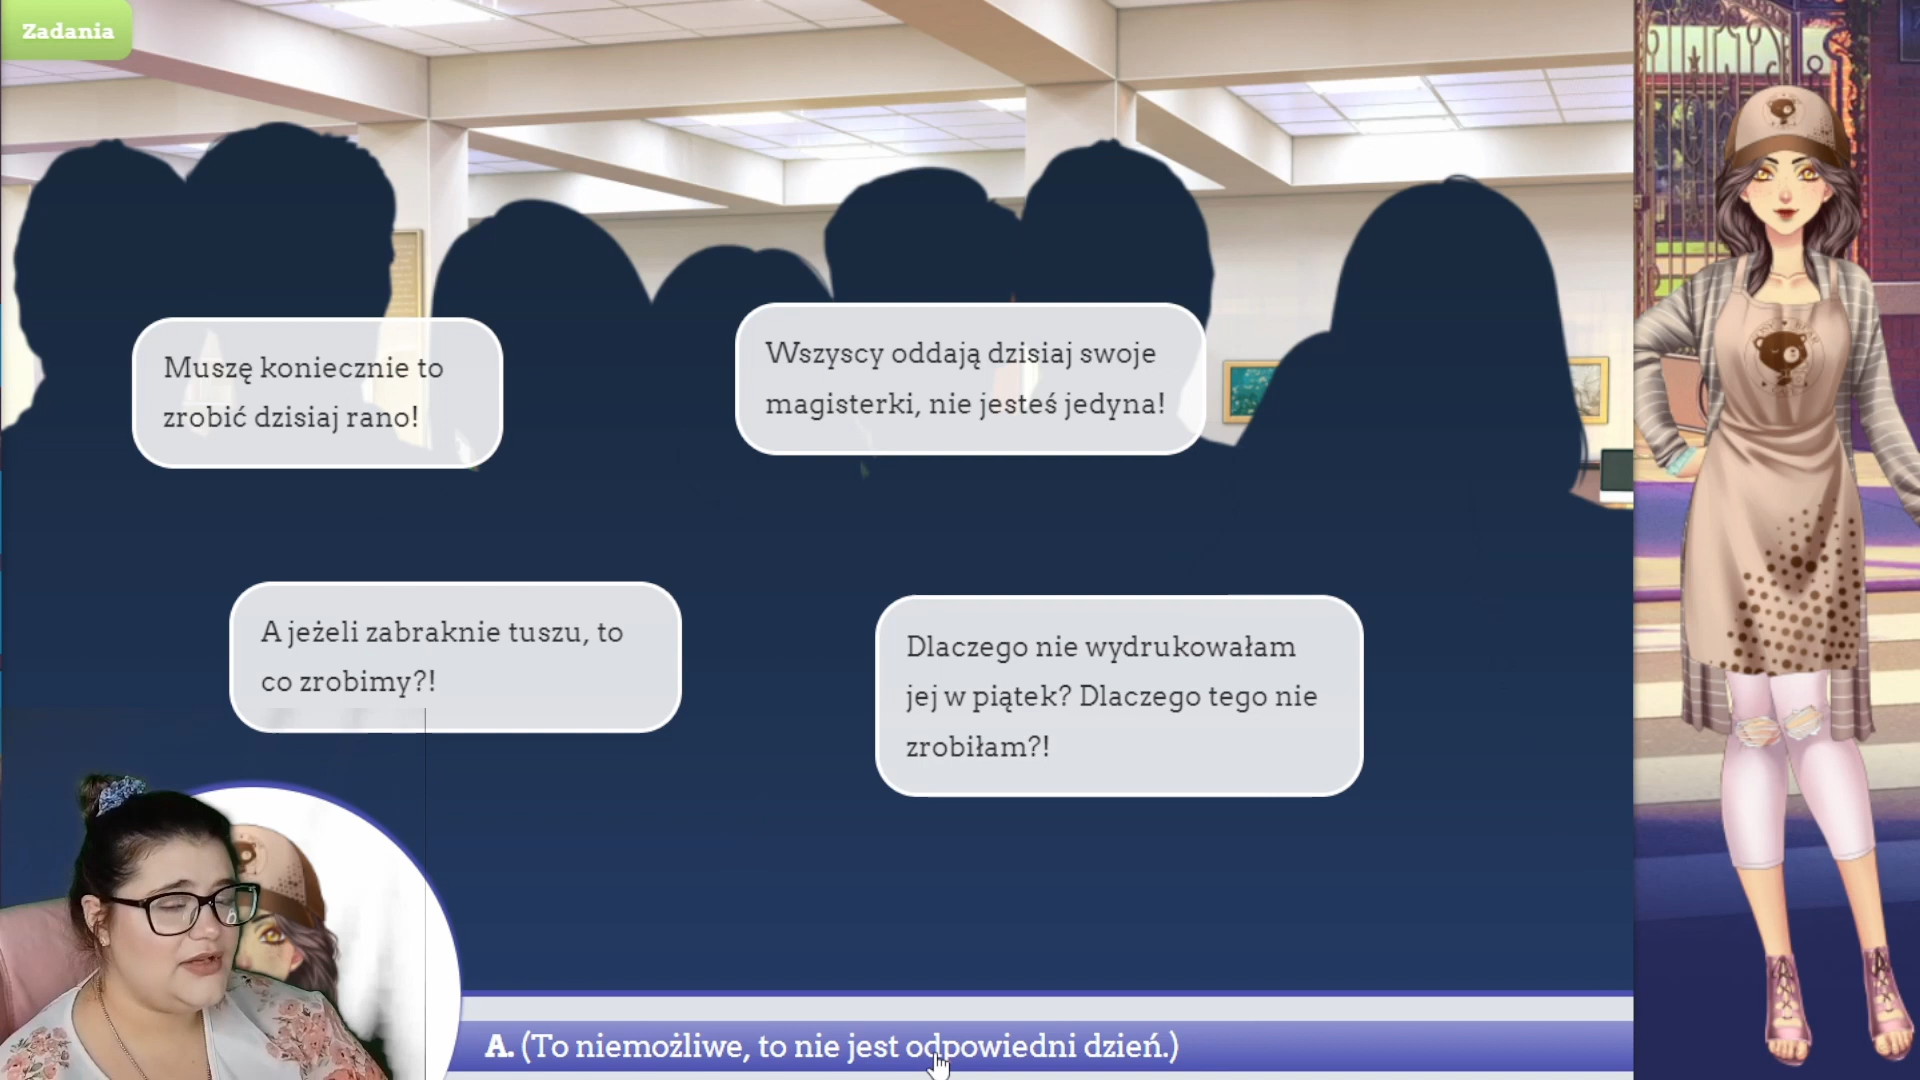 Zadania
Muszę koniecznie to
zrobić dzisiaj rano!
Wszyscy oddają dzisiaj swoje
magisterki, nie jesteś jedyna!
A jeżeli zabraknie tuszu, to
co zrobimy?!
Dlaczego nie wydrukowałam
jej w piątek? Dlaczego tego nie
zrobiłam?!
A. (To niemożliwe, to nie jest odpowiedni dzień.)